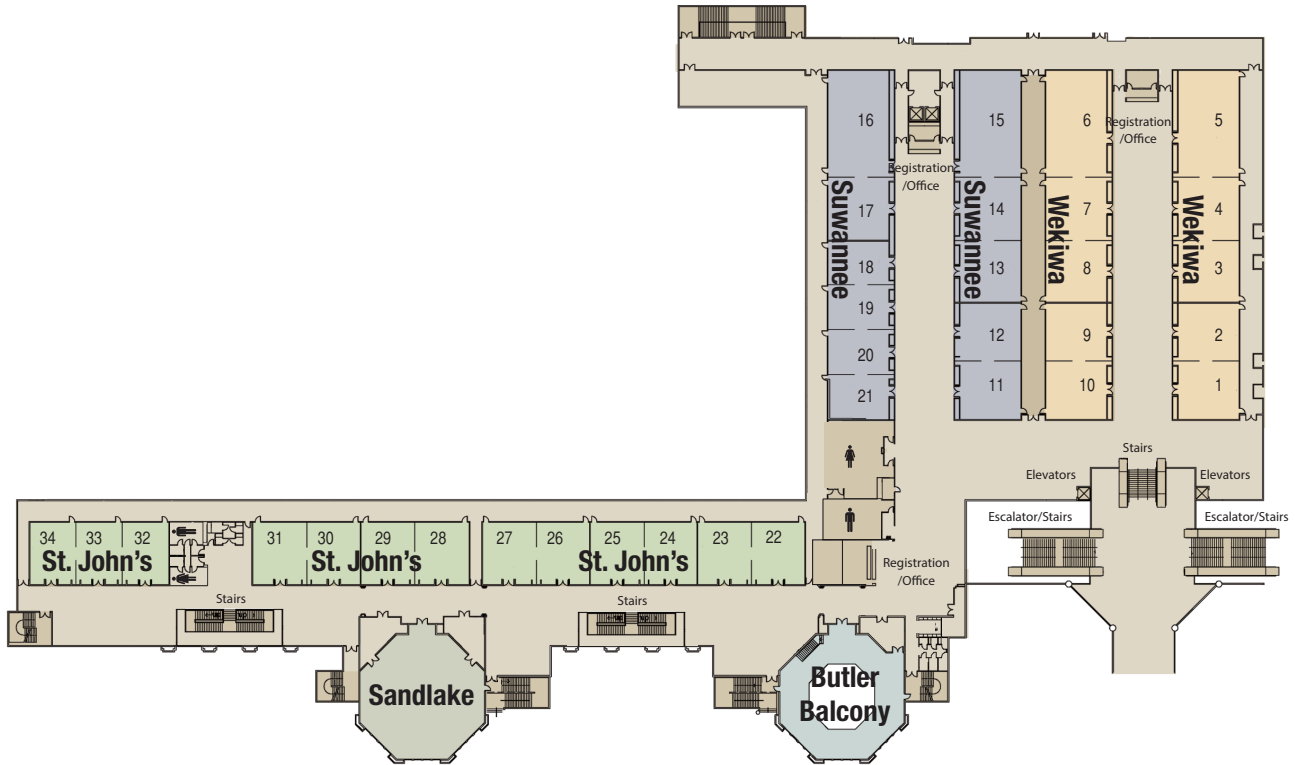 16
15
6
5
Registration
/Office
Registration
/Office
Suwannee
Suwannee
Wekiwa
Wekiwa
17
14
7
4
18
13
8
3
19
12
9
2
20
11
10
1
21
Stairs
Elevators
Elevators
Escalator/Stairs
Escalator/Stairs
34
33
32
31
30
29
28
27
26
25
24
23
22
St. John's
St. John's
St. John's
Registration
/Office
Stairs
Stairs
Sandlake
Butler
Balcony